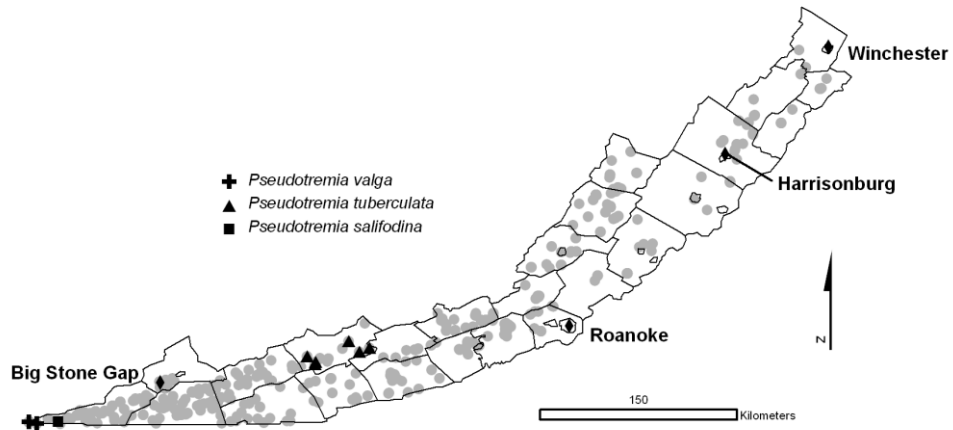 Winchester
Pseudotremia valga
Pseudotremia tuberculata
Pseudotremia salifodina
Harrisonburg
Roanoke
N
Big Stone Gap
150
Kilometers